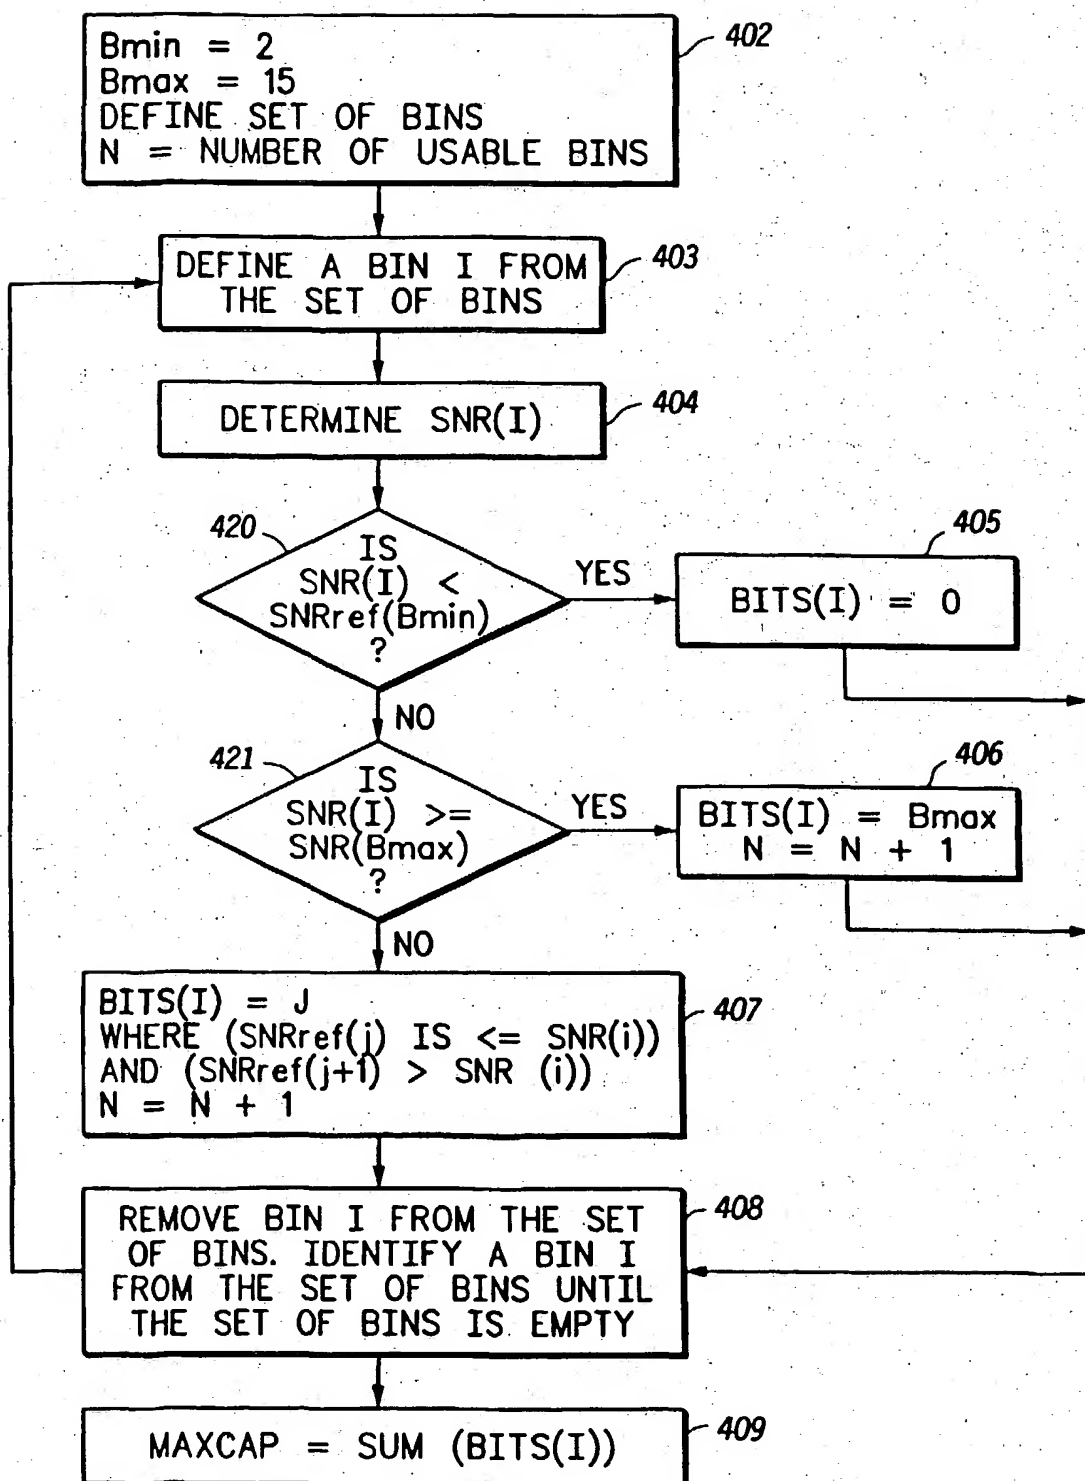 Bmin = 2
Bmax = 15
DEFINE SET OF BINS
N = NUMBER OF USABLE BINS
402
DEFINE A BIN I FROM
THE SET OF BINS
403
DETERMINE SNR(I)
404
420
IS
SNR(I) <
SNRref(Bmin)
?
YES
405
BITS(I) = 0
NO
421
IS
SNR(I) >=
SNR(Bmax)
?
YES
406
BITS(I) = Bmax
N = N + 1
NO
BITS(I) = J
WHERE (SNRref(j) IS <= SNR(i))
AND (SNRref(j+1) > SNR (i))
N = N + 1
407
REMOVE BIN I FROM THE SET
OF BINS. IDENTIFY A BIN I
FROM THE SET OF BINS UNTIL
THE SET OF BINS IS EMPTY
408
MAXCAP = SUM (BITS(I))
409